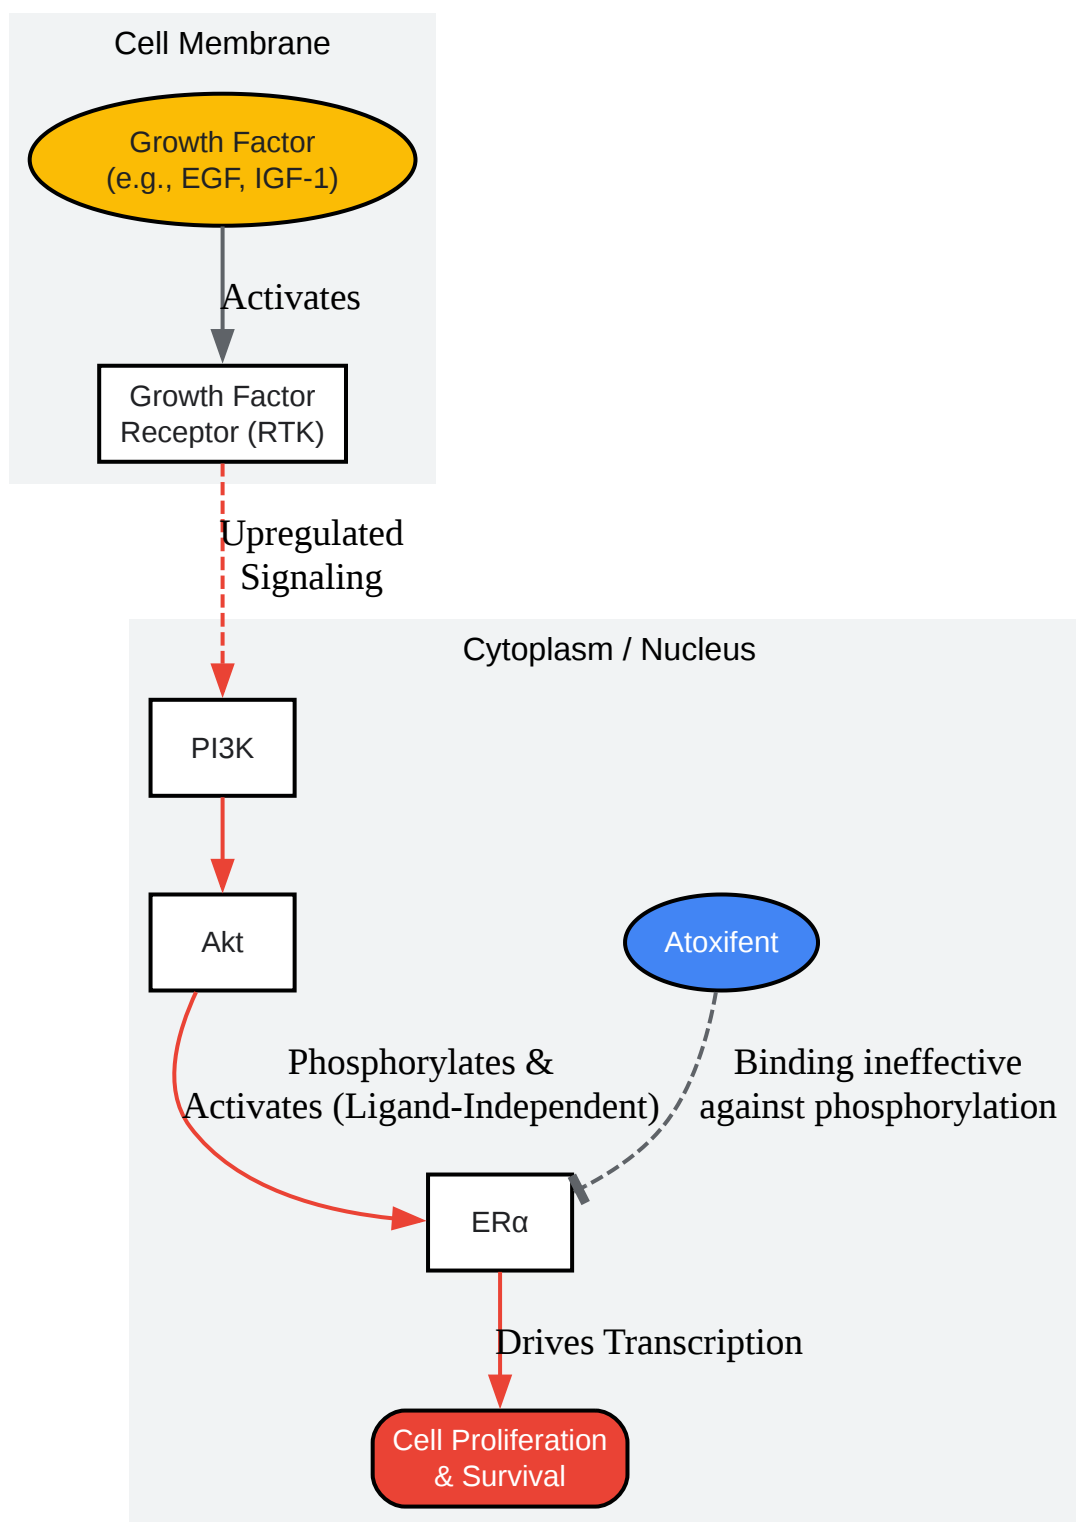 Cell Membrane
Growth Factor
(e.g., EGF, IGF-1)
Activates
Growth Factor
Receptor (RTK)
Upregulated
Signaling
Cytoplasm / Nucleus
PI3K
Akt
Atoxifent
Phosphorylates &
Activates (Ligand-Independent)
Binding ineffective
against phosphorylation
ERα
Drives Transcription
Cell Proliferation
& Survival